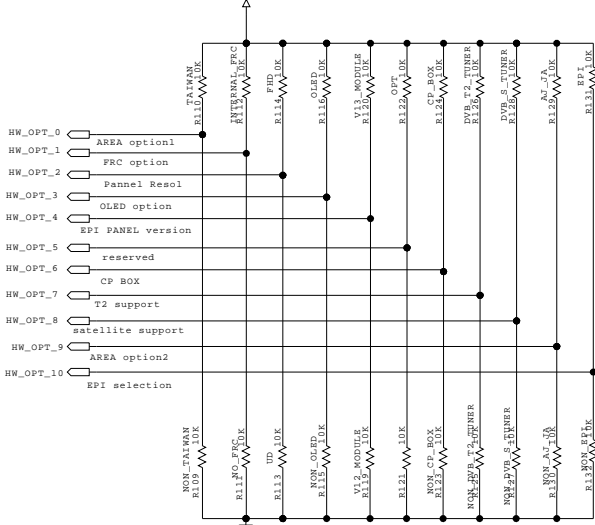 TAIWAN
R110 10K
INTERNAL_FRC
R112 10K
FHD
R114 10K
OLED
R116 10K
V13_MODULE
R120 10K
OPT
R122 10K
CP_BOX
R124 10K
DVB_T2_TUNER
R126 10K
DVB_S_TUNER
R128 10K
AJ_JA
R129 10K
EPI
R131 10K
HW_OPT_0
AREA option1
HW_OPT_1
FRC option
HW_OPT_2
Pannel Resol
HW_OPT_3
OLED option
HW_OPT_4
EPI PANEL version
HW_OPT_5
reserved
HW_OPT_6
CP BOX
HW_OPT_7
T2 support
HW_OPT_8
satellite support
HW_OPT_9
AREA option2
HW_OPT_10
EPI selection
NON_TAIWAN
R109 10K
NO_FRC
R111 10K
UD
R113 10K
NON_OLED
R115 10K
V12_MODULE
R119 10K
R121 10K
NON_CP_BOX
R123 10K
NON_DVB_T2_TUNER
R125 10K
NON_DVB_S_TUNER
R127 10K
NON_AJ_JA
R130 10K
NON_EPI
R132 10K